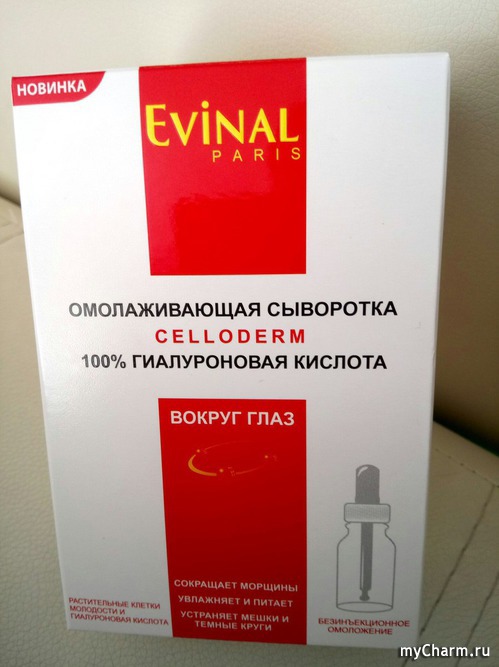 НОВИНКА
EVINAL
PARIS
ОМОЛАЖИВАЮЩАЯ СЫВОРОТКА
CELLODERM
100% ГИАЛУРОНОВАЯ КИСЛОТА
ВОКРУГ ГЛАЗ
СОКРАЩАЕТ МОРЩИНЫ
УВЛАЖНЯЕТ И ПИТАЕТ
УСТРАНЯЕТ МЕШКИ И
ТЕМНЫЕ КРУГИ
РАСТИТЕЛЬНЫЕ КЛЕТКИ
МОЛОДОСТИ И
ГИАЛУРОНОВАЯ КИСЛОТА
БЕЗИНЪЕКЦИОННОЕ
ОМОЛОЖЕНИЕ
myCharm.ru